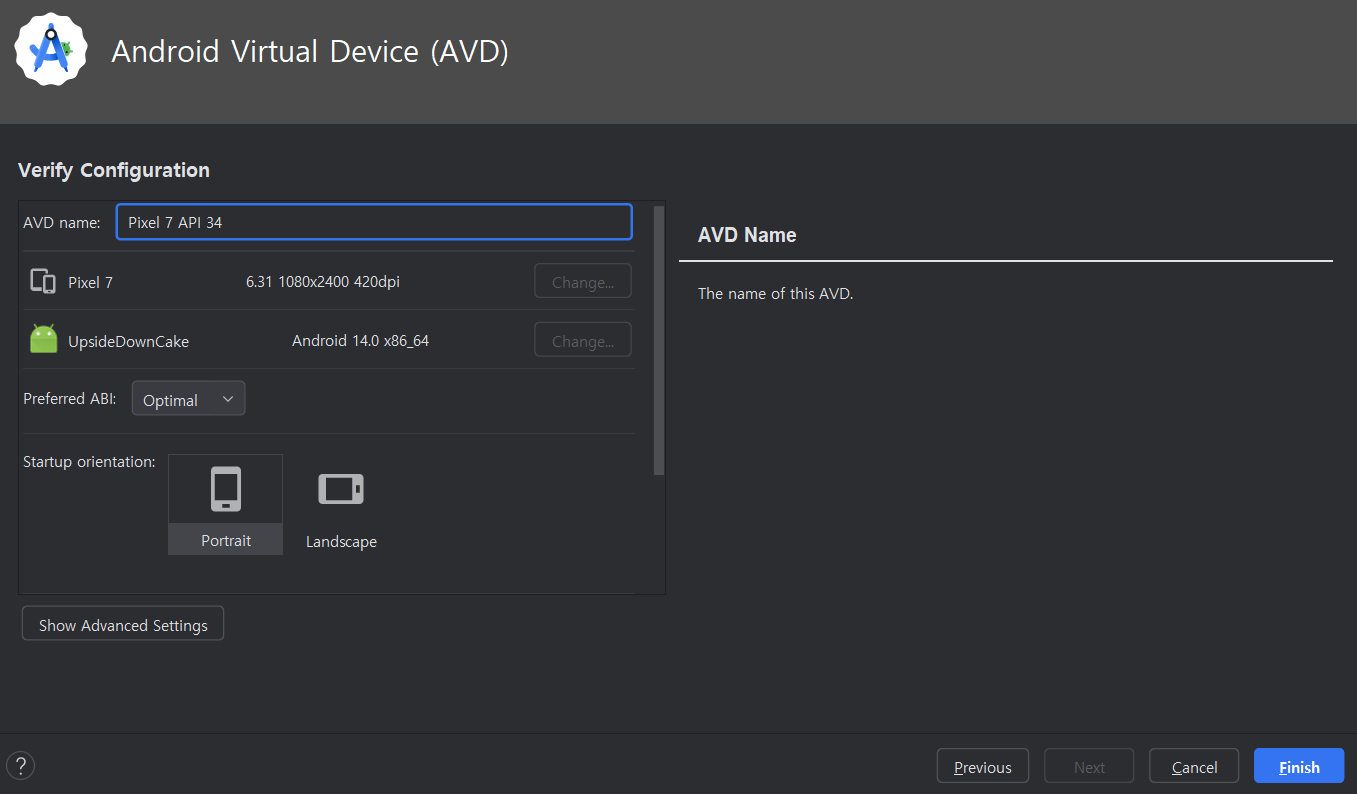 Android Virtual Device (AVD)
Verify Configuration
AVD name: Pixel 7 API 34
Pixel 7 6.31 1080x2400 420dpi Change...
UpsideDownCake Android 14.0 x86_64 Change...
Preferred ABI: Optimal
Startup orientation:
Portrait
Landscape
Show Advanced Settings
AVD Name
The name of this AVD.
?
Previous Next Cancel Finish